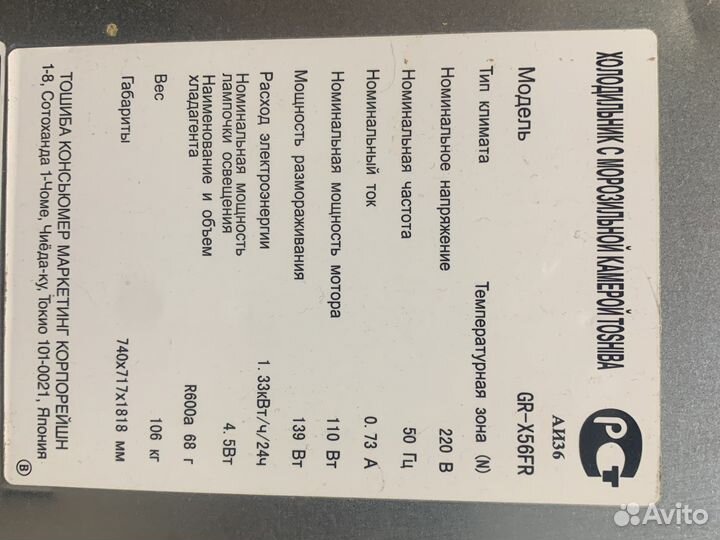 ХОЛОДИЛЬНИК С МОРОЗИЛЬНОЙ КАМЕРОЙ TOSHIBA
РСТ
АИ36
Модель GR-X56FR
Тип климата Температурная зона (N)
Номинальное напряжение 220 В
Номинальная частота 50 Гц
Номинальный ток 0.73 А
Номинальная мощность мотора 110 Вт
Мощность размораживания 139 Вт
Расход электроэнергии 1.33кВт/ч/24ч
Номинальная мощность
лампочки освещения 4.5Вт
Наименование и объем
хладагента R600a 68 г
Вес 106 кг
Габариты 740x717x1818 мм
ТОШИБА КОНСЬЮМЕР МАРКЕТИНГ КОРПОРЕЙШН
1-8, Сотоханда 1-Чоме, Чиёда-ку, Токио 101-0021, Япония
B
Avito